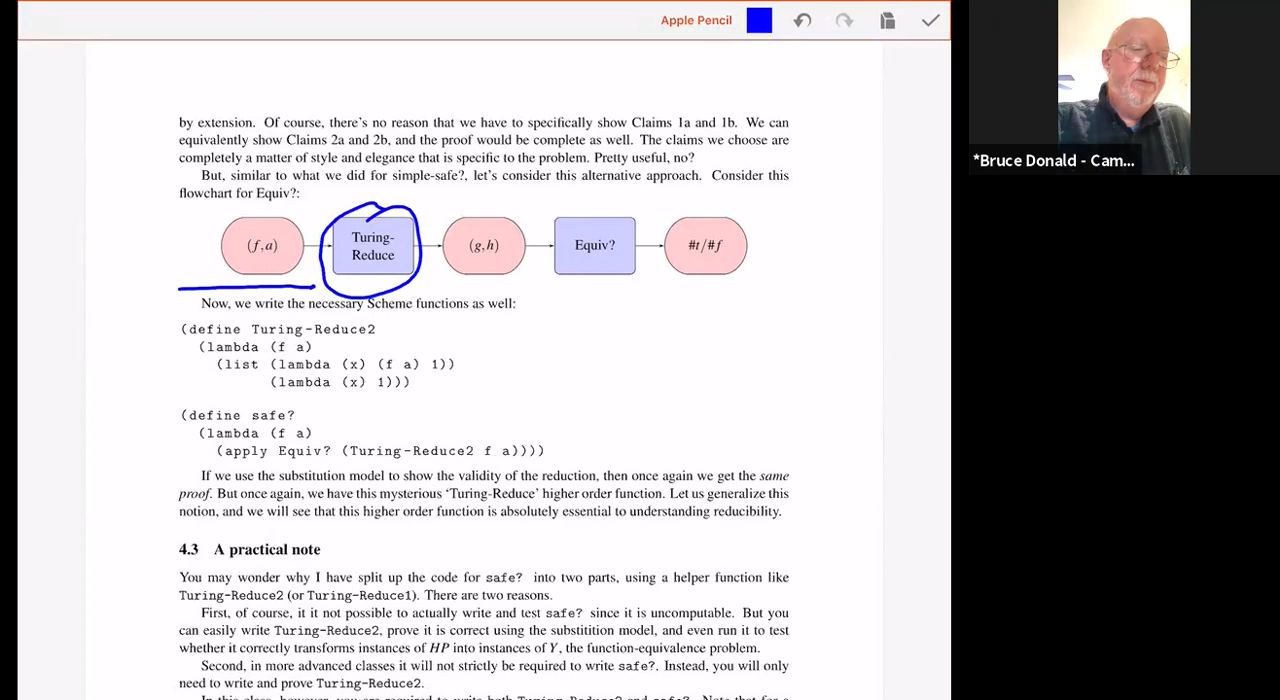 Apple Pencil
by extension. Of course, there's no reason that we have to specifically show Claims 1a and 1b. We can
equivalently show Claims 2a and 2b, and the proof would be complete as well. The claims we choose are
completely a matter of style and elegance that is specific to the problem. Pretty useful, no?
But, similar to what we did for simple-safe?, let's consider this alternative approach. Consider this
flowchart for Equiv?:
(f,a)
Turing-
Reduce
(g,h)
Equiv?
#t/#f
Now, we write the necessary Scheme functions as well:
(define Turing-Reduce2
(lambda (f a)
(list (lambda (x) (f a) 1))
(lambda (x) 1)))
(define safe?
(lambda (f a)
(apply Equiv? (Turing-Reduce2 f a))))
If we use the substitution model to show the validity of the reduction, then once again we get the same
proof. But once again, we have this mysterious 'Turing-Reduce' higher order function. Let us generalize this
notion, and we will see that this higher order function is absolutely essential to understanding reducibility.
4.3 A practical note
You may wonder why I have split up the code for safe? into two parts, using a helper function like
Turing-Reduce2 (or Turing-Reduce1). There are two reasons.
First, of course, it it not possible to actually write and test safe? since it is uncomputable. But you
can easily write Turing-Reduce2, prove it is correct using the substitition model, and even run it to test
whether it correctly transforms instances of HP into instances of Y, the function-equivalence problem.
Second, in more advanced classes it will not strictly be required to write safe?. Instead, you will only
need to write and prove Turing-Reduce2.
*Bruce Donald - Cam...